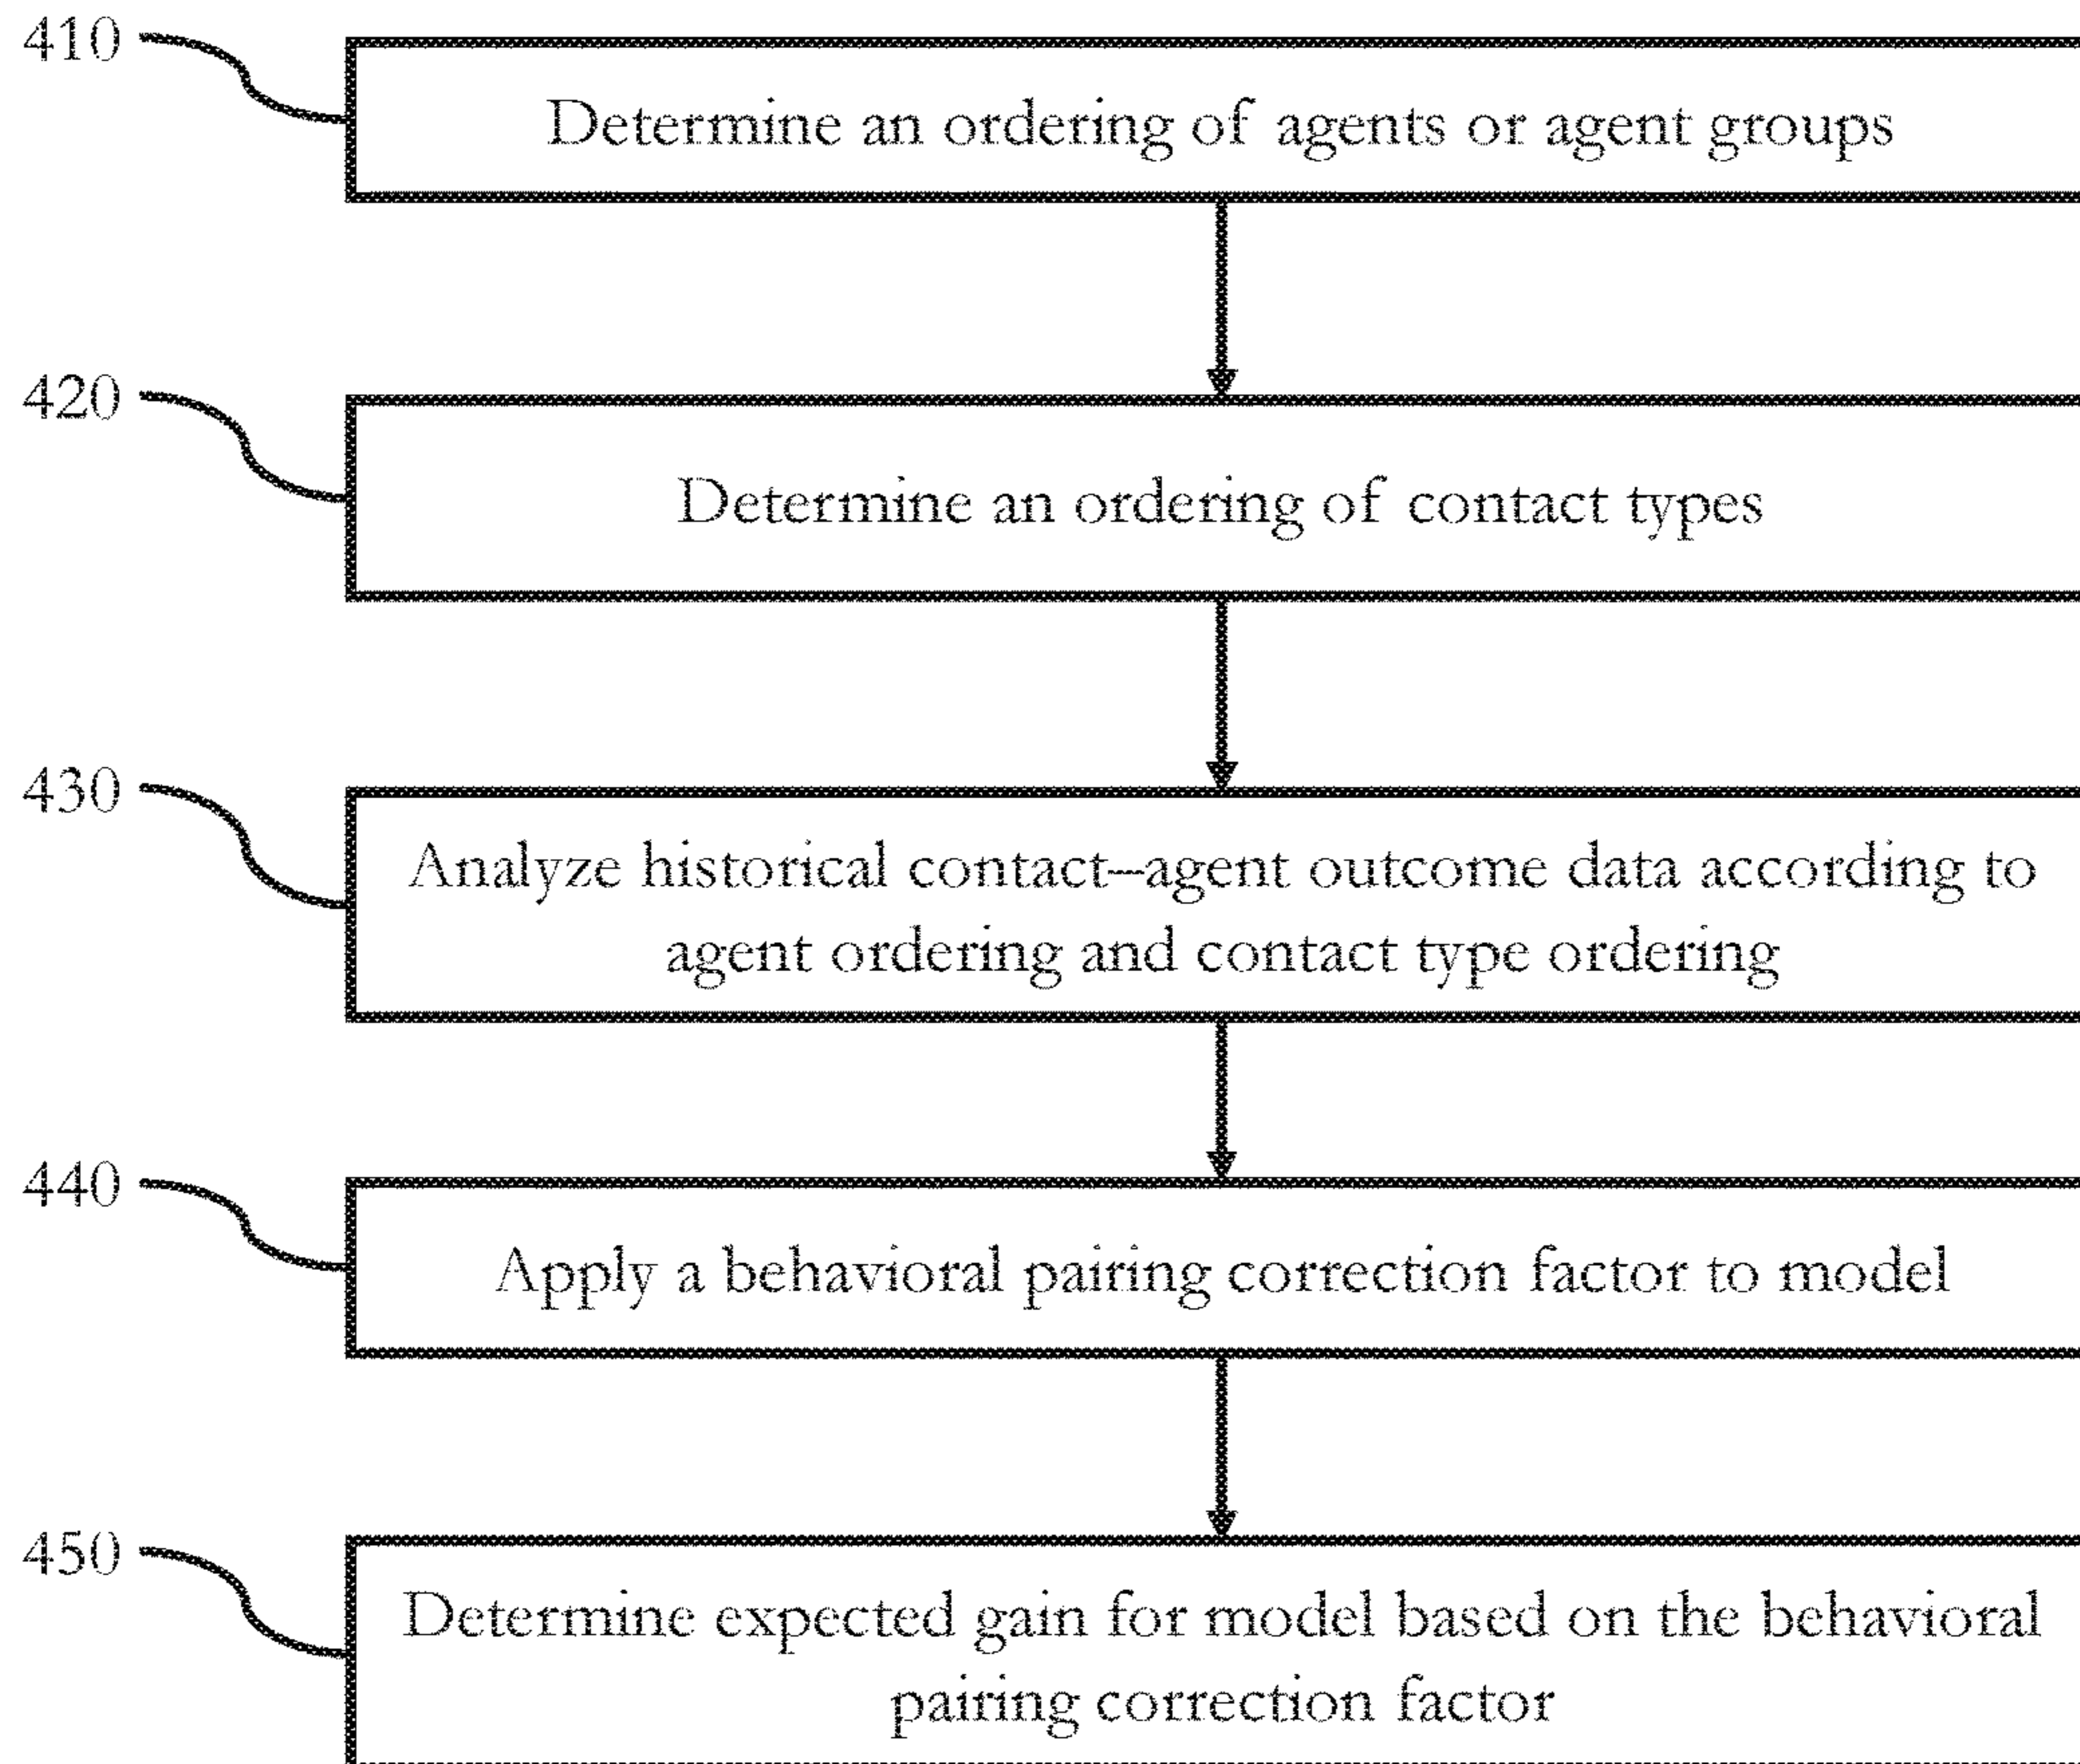 410
Determine an ordering of agents or agent groups
420
Determine an ordering of contact types
430
Analyze historical contact–agent outcome data according to
agent ordering and contact type ordering
440
Apply a behavioral pairing correction factor to model
450
Determine expected gain for model based on the behavioral
pairing correction factor